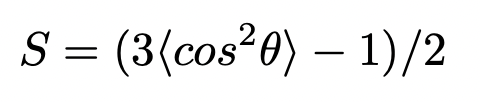 S = (3⟨cos²θ⟩ − 1)/2